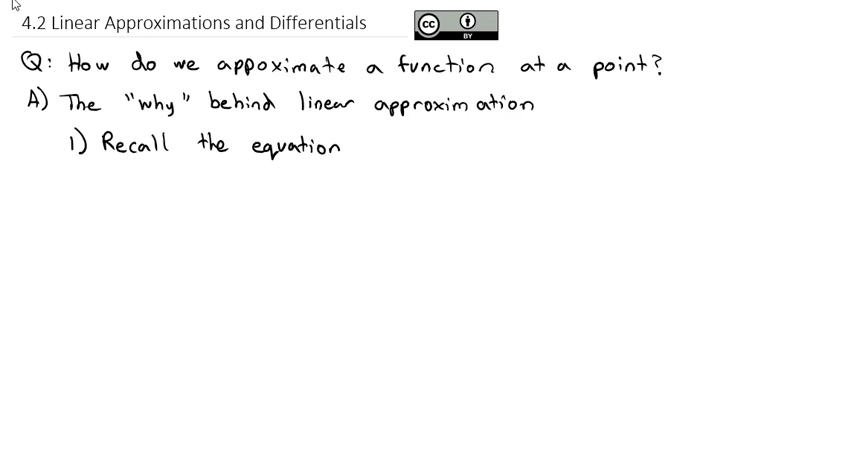 4.2 Linear Approximations and Differentials
cc BY
Q: How do we appoximate a function at a point?
A) The "why" behind linear approximation
1) Recall the equation